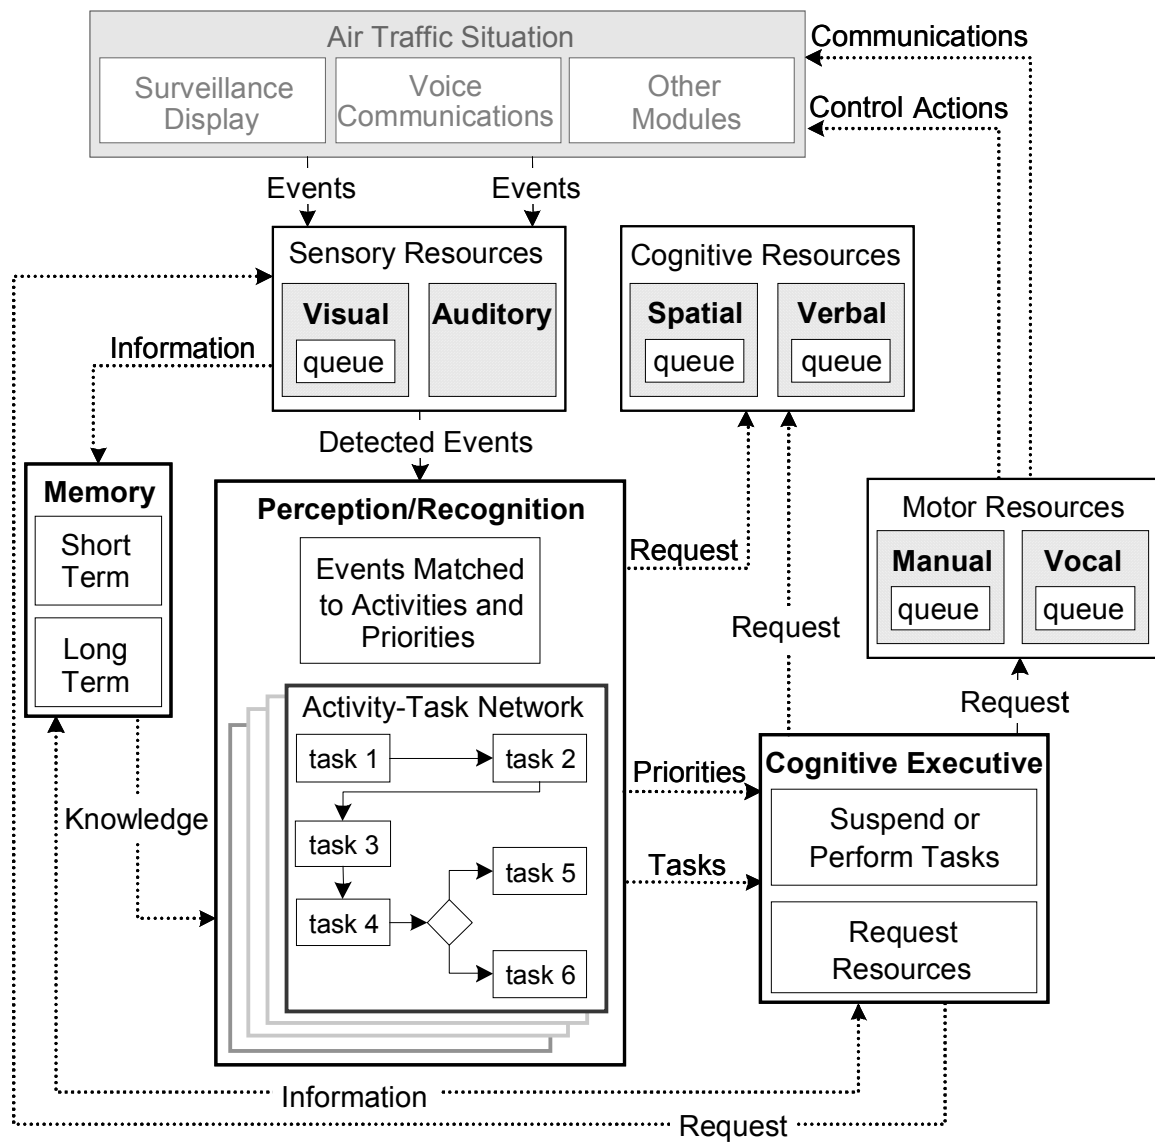 Air Traffic Situation
Surveillance
Display
Voice
Communications
Other
Modules
Communications
Control Actions
Events
Events
Sensory Resources
Visual
queue
Auditory
Cognitive Resources
Spatial
queue
Verbal
queue
Information
Detected Events
Memory
Short
Term
Long
Term
Perception/Recognition
Events Matched
to Activities and
Priorities
Request
Request
Motor Resources
Manual
queue
Vocal
queue
Request
Activity-Task Network
task 1
task 2
task 3
task 4
task 5
task 6
Knowledge
Priorities
Tasks
Cognitive Executive
Suspend or
Perform Tasks
Request
Resources
Information
Request